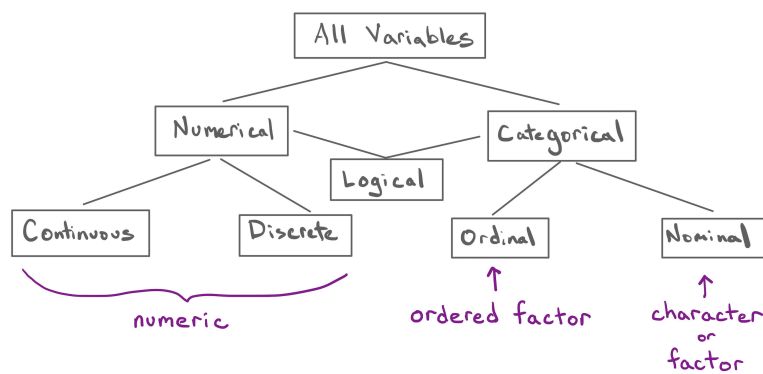 All Variables
Numerical
Categorical
Logical
Continuous
Discrete
Ordinal
Nominal
numeric
ordered factor
character
or
factor